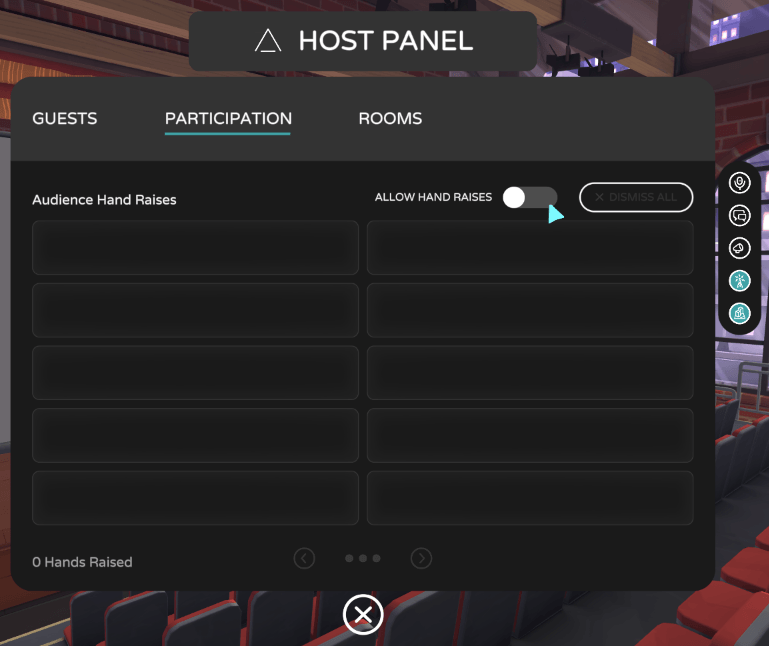 HOST PANEL
GUESTS PARTICIPATION ROOMS
Audience Hand Raises ALLOW HAND RAISES × DISMISS ALL
0 Hands Raised